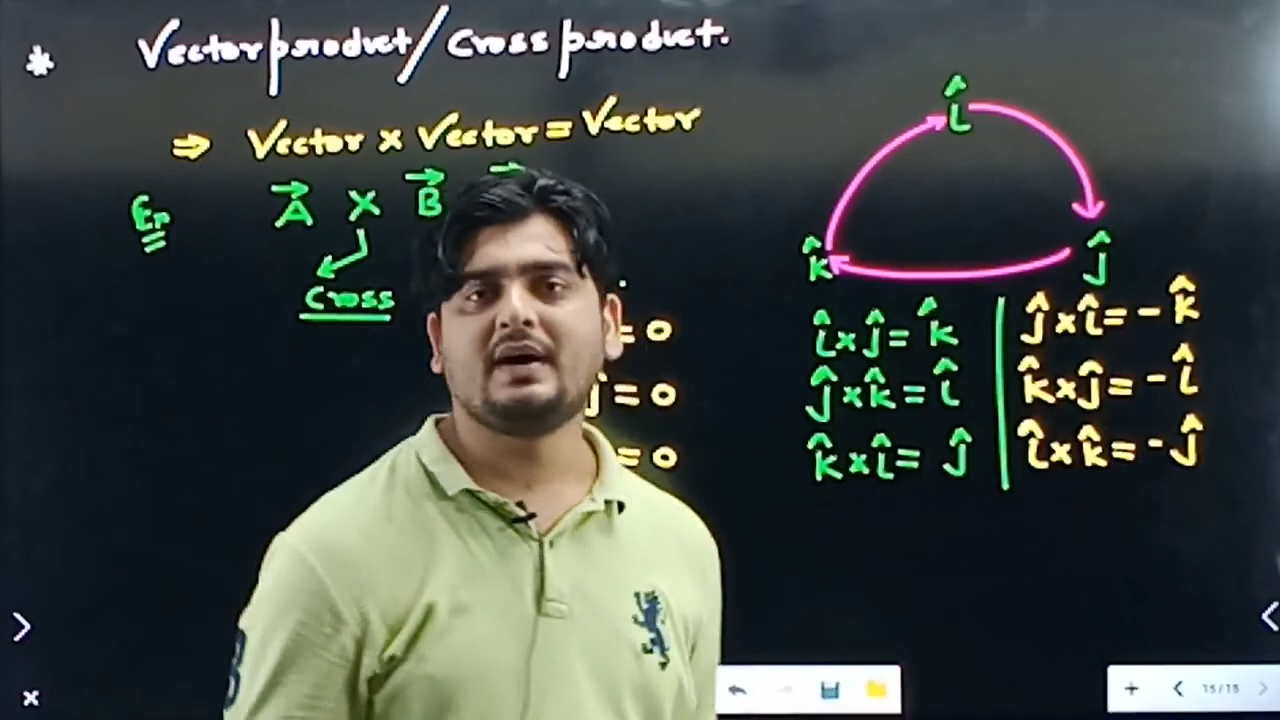 * Vector product/Cross product.
⇒ Vector × Vector = Vector
Ex A⃗ × B⃗
Cross
= 0
ĵ = 0
= 0
î
k̂ ĵ
î × ĵ = k̂
ĵ × k̂ = î
k̂ × î = ĵ
ĵ × î = - k̂
k̂ × ĵ = - î
î × k̂ = - ĵ
15/15